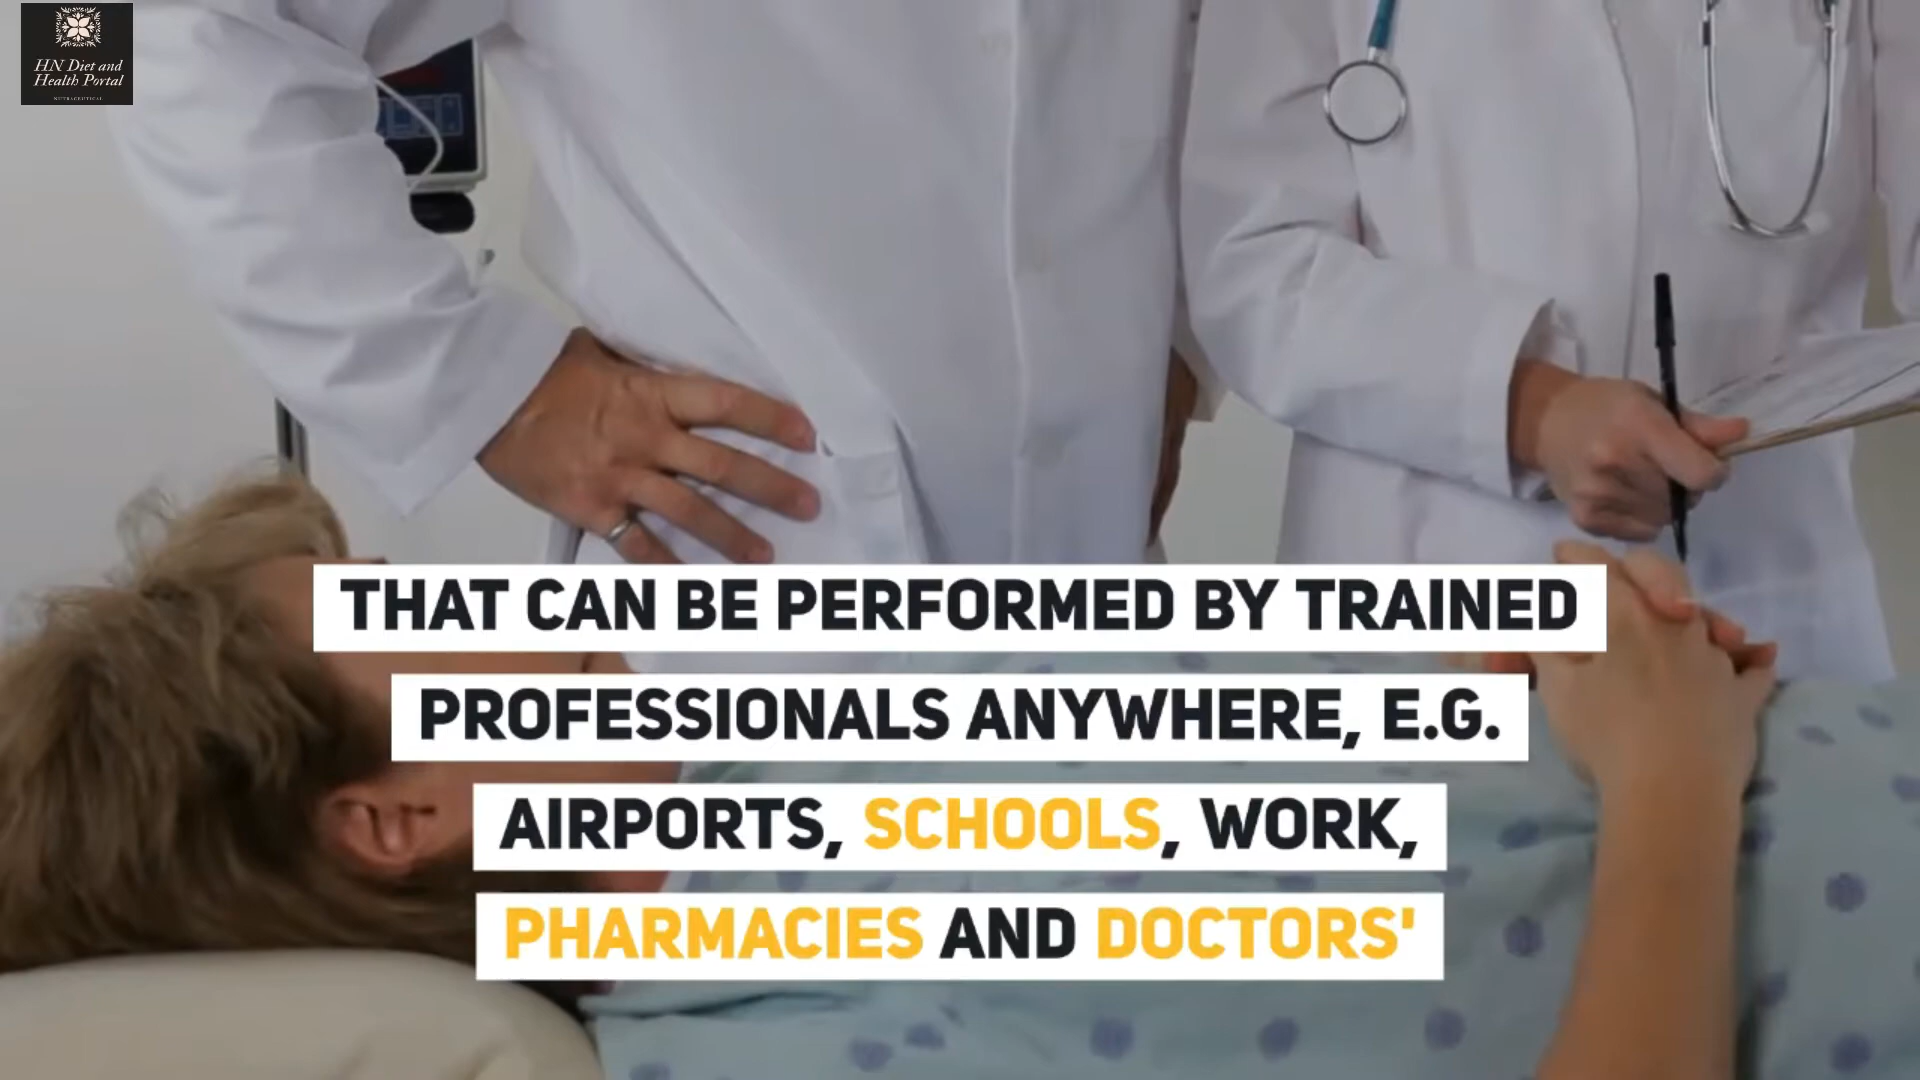 HN Diet and
Health Portal
NUTRACEUTICAL
THAT CAN BE PERFORMED BY TRAINED
PROFESSIONALS ANYWHERE, E.G.
AIRPORTS, SCHOOLS, WORK,
PHARMACIES AND DOCTORS'